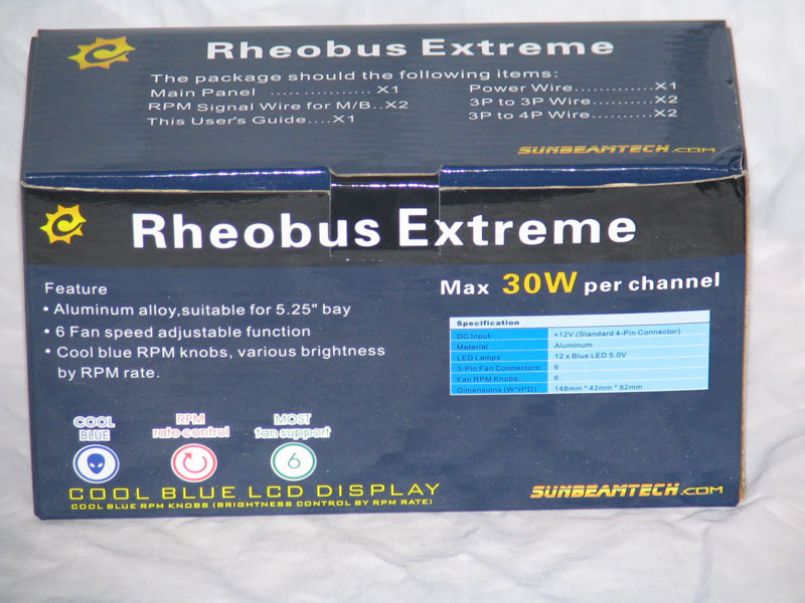 Rheobus Extreme
The package should the following items:
Main Panel ................X1
RPM Signal Wire for M/B..X2
This User's Guide....X1
Power Wire............X1
3P to 3P Wire............X2
3P to 4P Wire............X2
SUNBEAMTECH.COM
Rheobus Extreme
Feature
• Aluminum alloy,suitable for 5.25" bay
• 6 Fan speed adjustable function
• Cool blue RPM knobs, various brightness
by RPM rate.
Max 30W per channel
Specification
DC Input: +12V (Standard 4-Pin Connector)
Material Aluminum
LED Lamps: 12 x Blue LED 5.0V
3-Pin Fan Connectors: 6
Fan RPM Knobs: 6
Dimensions (W*H*D): 148mm * 42mm * 82mm
COOL
BLUE
RPM
rate control
MOST
fan support
6
COOL BLUE LCD DISPLAY
COOL BLUE RPM KNOBS (BRIGHTNESS CONTROL BY RPM RATE)
SUNBEAMTECH.COM